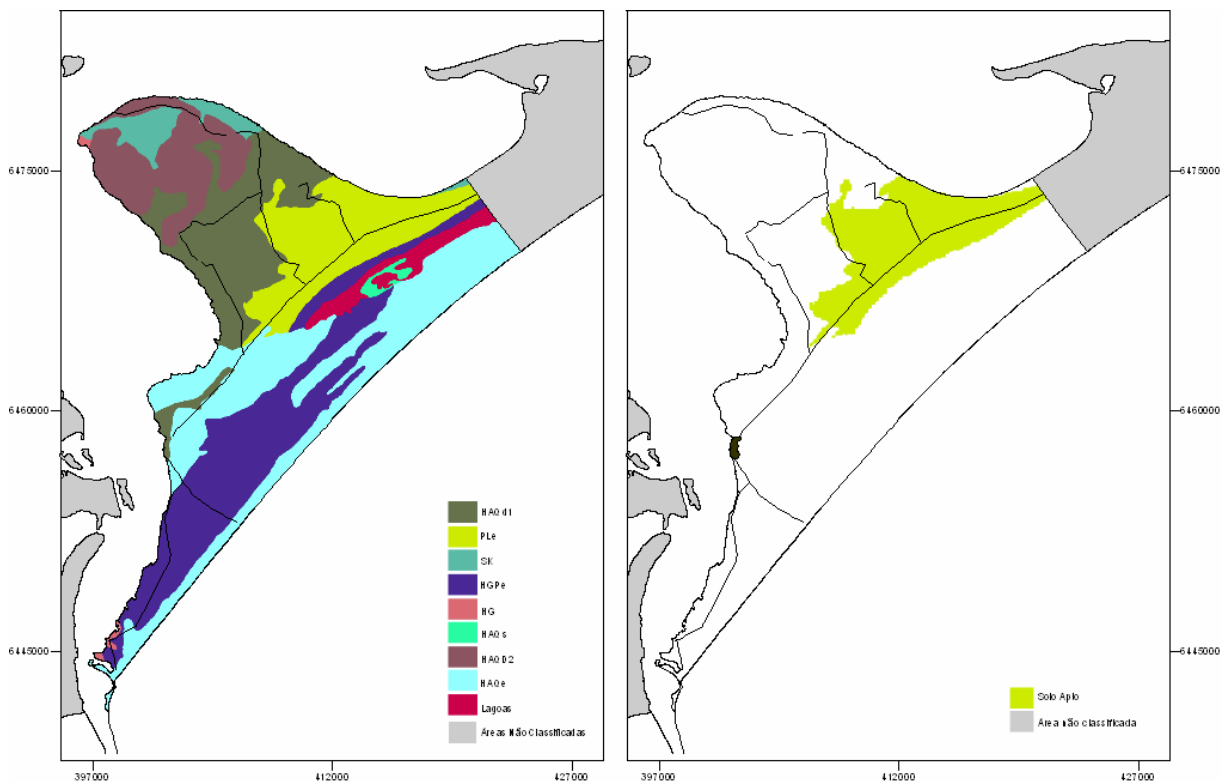 6475000
6460000
6445000
HAQd1
PLe
SK
HGPe
HG
HAQs
HAQD2
HAQe
Lagoas
Áreas Não Classificadas
397000 412000 427000
6475000
6460000
6445000
Solo Apto
Área não classificada
397000 412000 427000